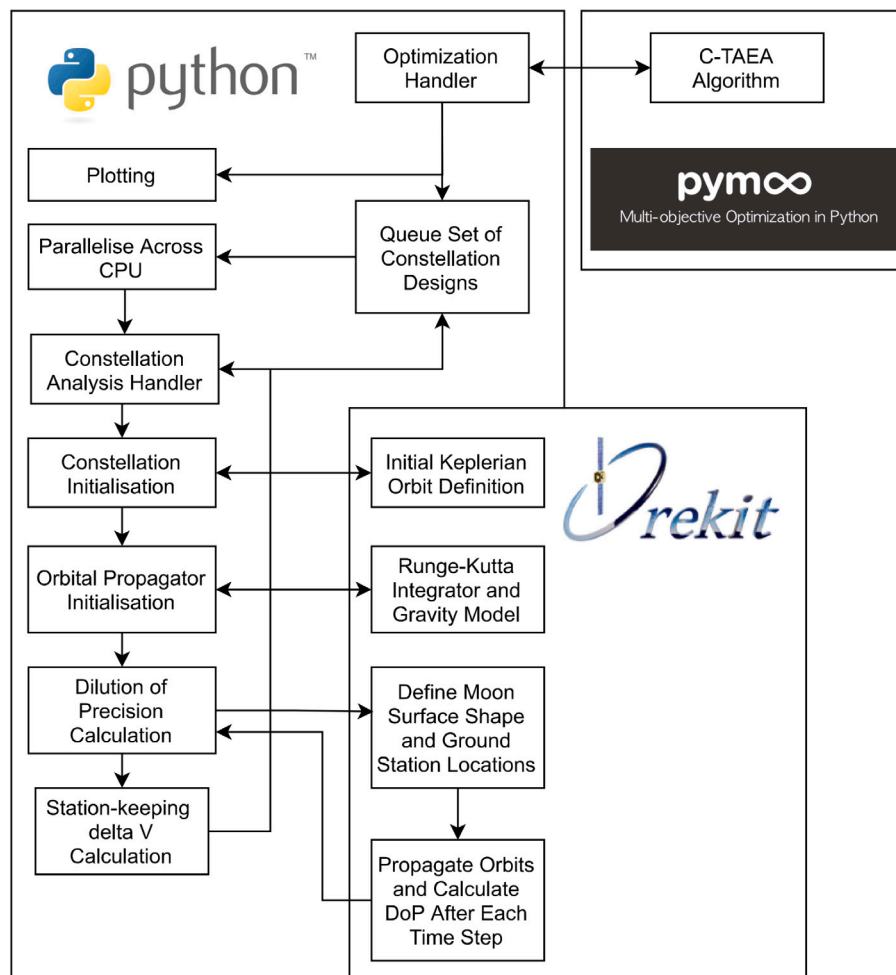 python™
Optimization
Handler
C-TAEA
Algorithm
Plotting
pymoo
Multi-objective Optimization in Python
Parallelise Across
CPU
Queue Set of
Constellation
Designs
Constellation
Analysis Handler
Constellation
Initialisation
Initial Keplerian
Orbit Definition
Orekit
Orbital Propagator
Initialisation
Runge-Kutta
Integrator and
Gravity Model
Dilution of
Precision
Calculation
Define Moon
Surface Shape
and Ground
Station Locations
Station-keeping
delta V
Calculation
Propagate Orbits
and Calculate
DoP After Each
Time Step